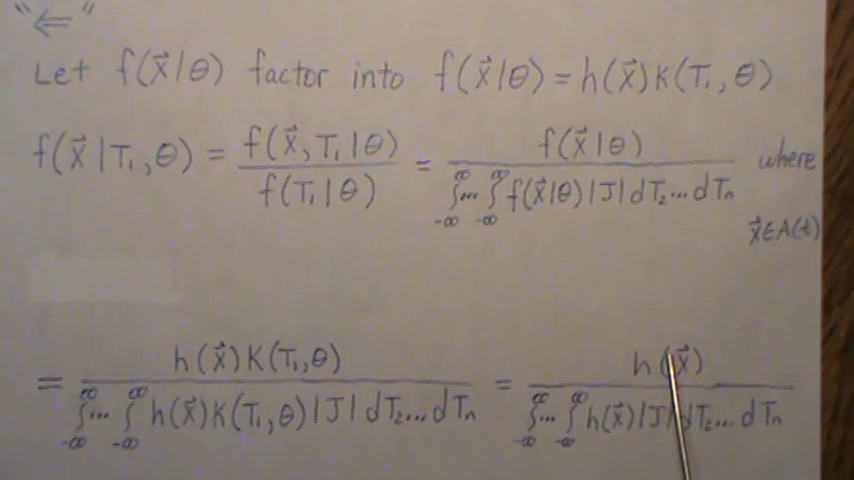 "⇐"
Let f(x⃗|θ) factor into f(x⃗|θ) = h(x⃗)K(T₁,θ)
f(x⃗|T₁,θ) = f(x⃗,T₁|θ) / f(T₁|θ) = f(x⃗|θ) / ∫_{-∞}^{∞}...∫_{-∞}^{∞} f(x⃗|θ)|J|dT₂...dTₙ where
x⃗∈A(t)
= h(x⃗)K(T₁,θ) / ∫_{-∞}^{∞}...∫_{-∞}^{∞} h(x⃗)K(T₁,θ)|J|dT₂...dTₙ = h(x⃗) / ∫_{-∞}^{∞}...∫_{-∞}^{∞} h(x⃗)|J|dT₂...dTₙ